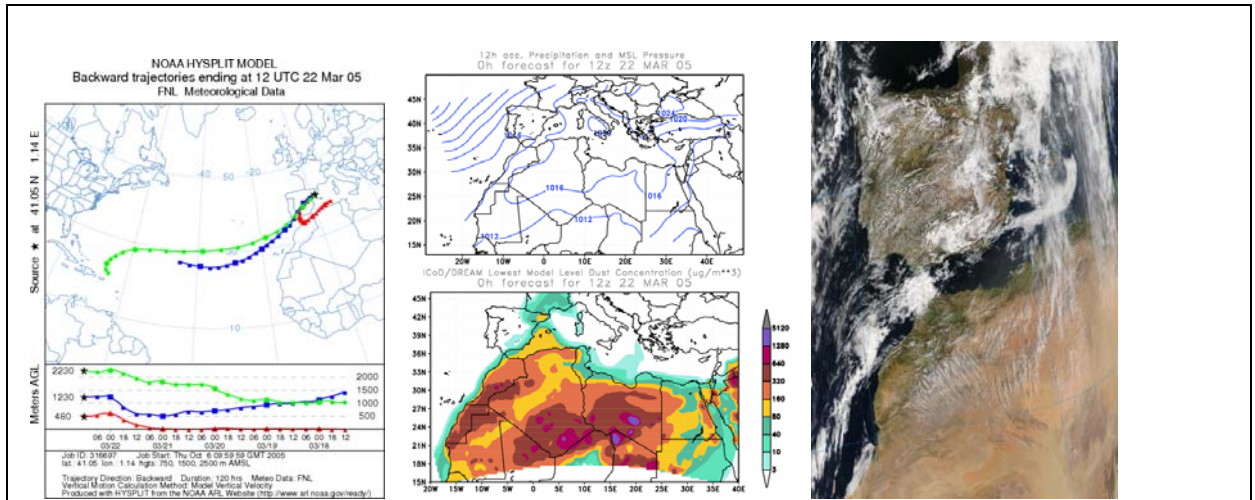 NOAA HYSPLIT MODEL
Backward trajectories ending at 12 UTC 22 Mar 05
FNL Meteorological Data
Source ★ at 41.05 N 1.14 E
-40
-50
-20
10
Meters AGL
2230
1230
480
2000
1500
1000
500
06 00 18 12 06 00 18 12 06 00 18 12 06 00 18 12 06 00 18 12
03/22 03/21 03/20 03/19 03/18
Job ID: 316697 Job Start: Thu Oct 6 09:59:59 GMT 2005
lat.: 41.05 lon.: 1.14 hgts: 750, 1500, 2500 m AMSL
Trajectory Direction: Backward Duration: 120 hrs Meteo Data: FNL
Vertical Motion Calculation Method: Model Vertical Velocity
Produced with HYSPLIT from the NOAA ARL Website (http://www.arl.noaa.gov/ready/)
12h acc. Precipitation and MSL Pressure
0h forecast for 12z 22 MAR 05
45N
40N
35N
30N
25N
20N
15N
1024
1020
1016
016
1012
1012
20W 10W 0 10E 20E 30E 40E
ICoD/DREAM Lowest Model Level Dust Concentration (ug/m**3)
0h forecast for 12z 22 MAR 05
45N
42N
39N
36N
33N
30N
27N
24N
21N
18N
15N
20W 15W 10W 5W 0 5E 10E 15E 20E 25E 30E 35E 40E
5120
1280
640
320
160
80
40
10
3